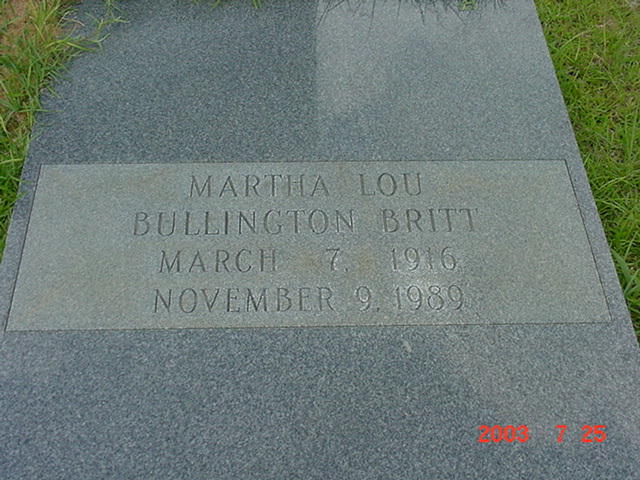 MARTHA LOU
BULLINGTON BRITT
MARCH 7, 1916
NOVEMBER 9, 1989
2003 7 25